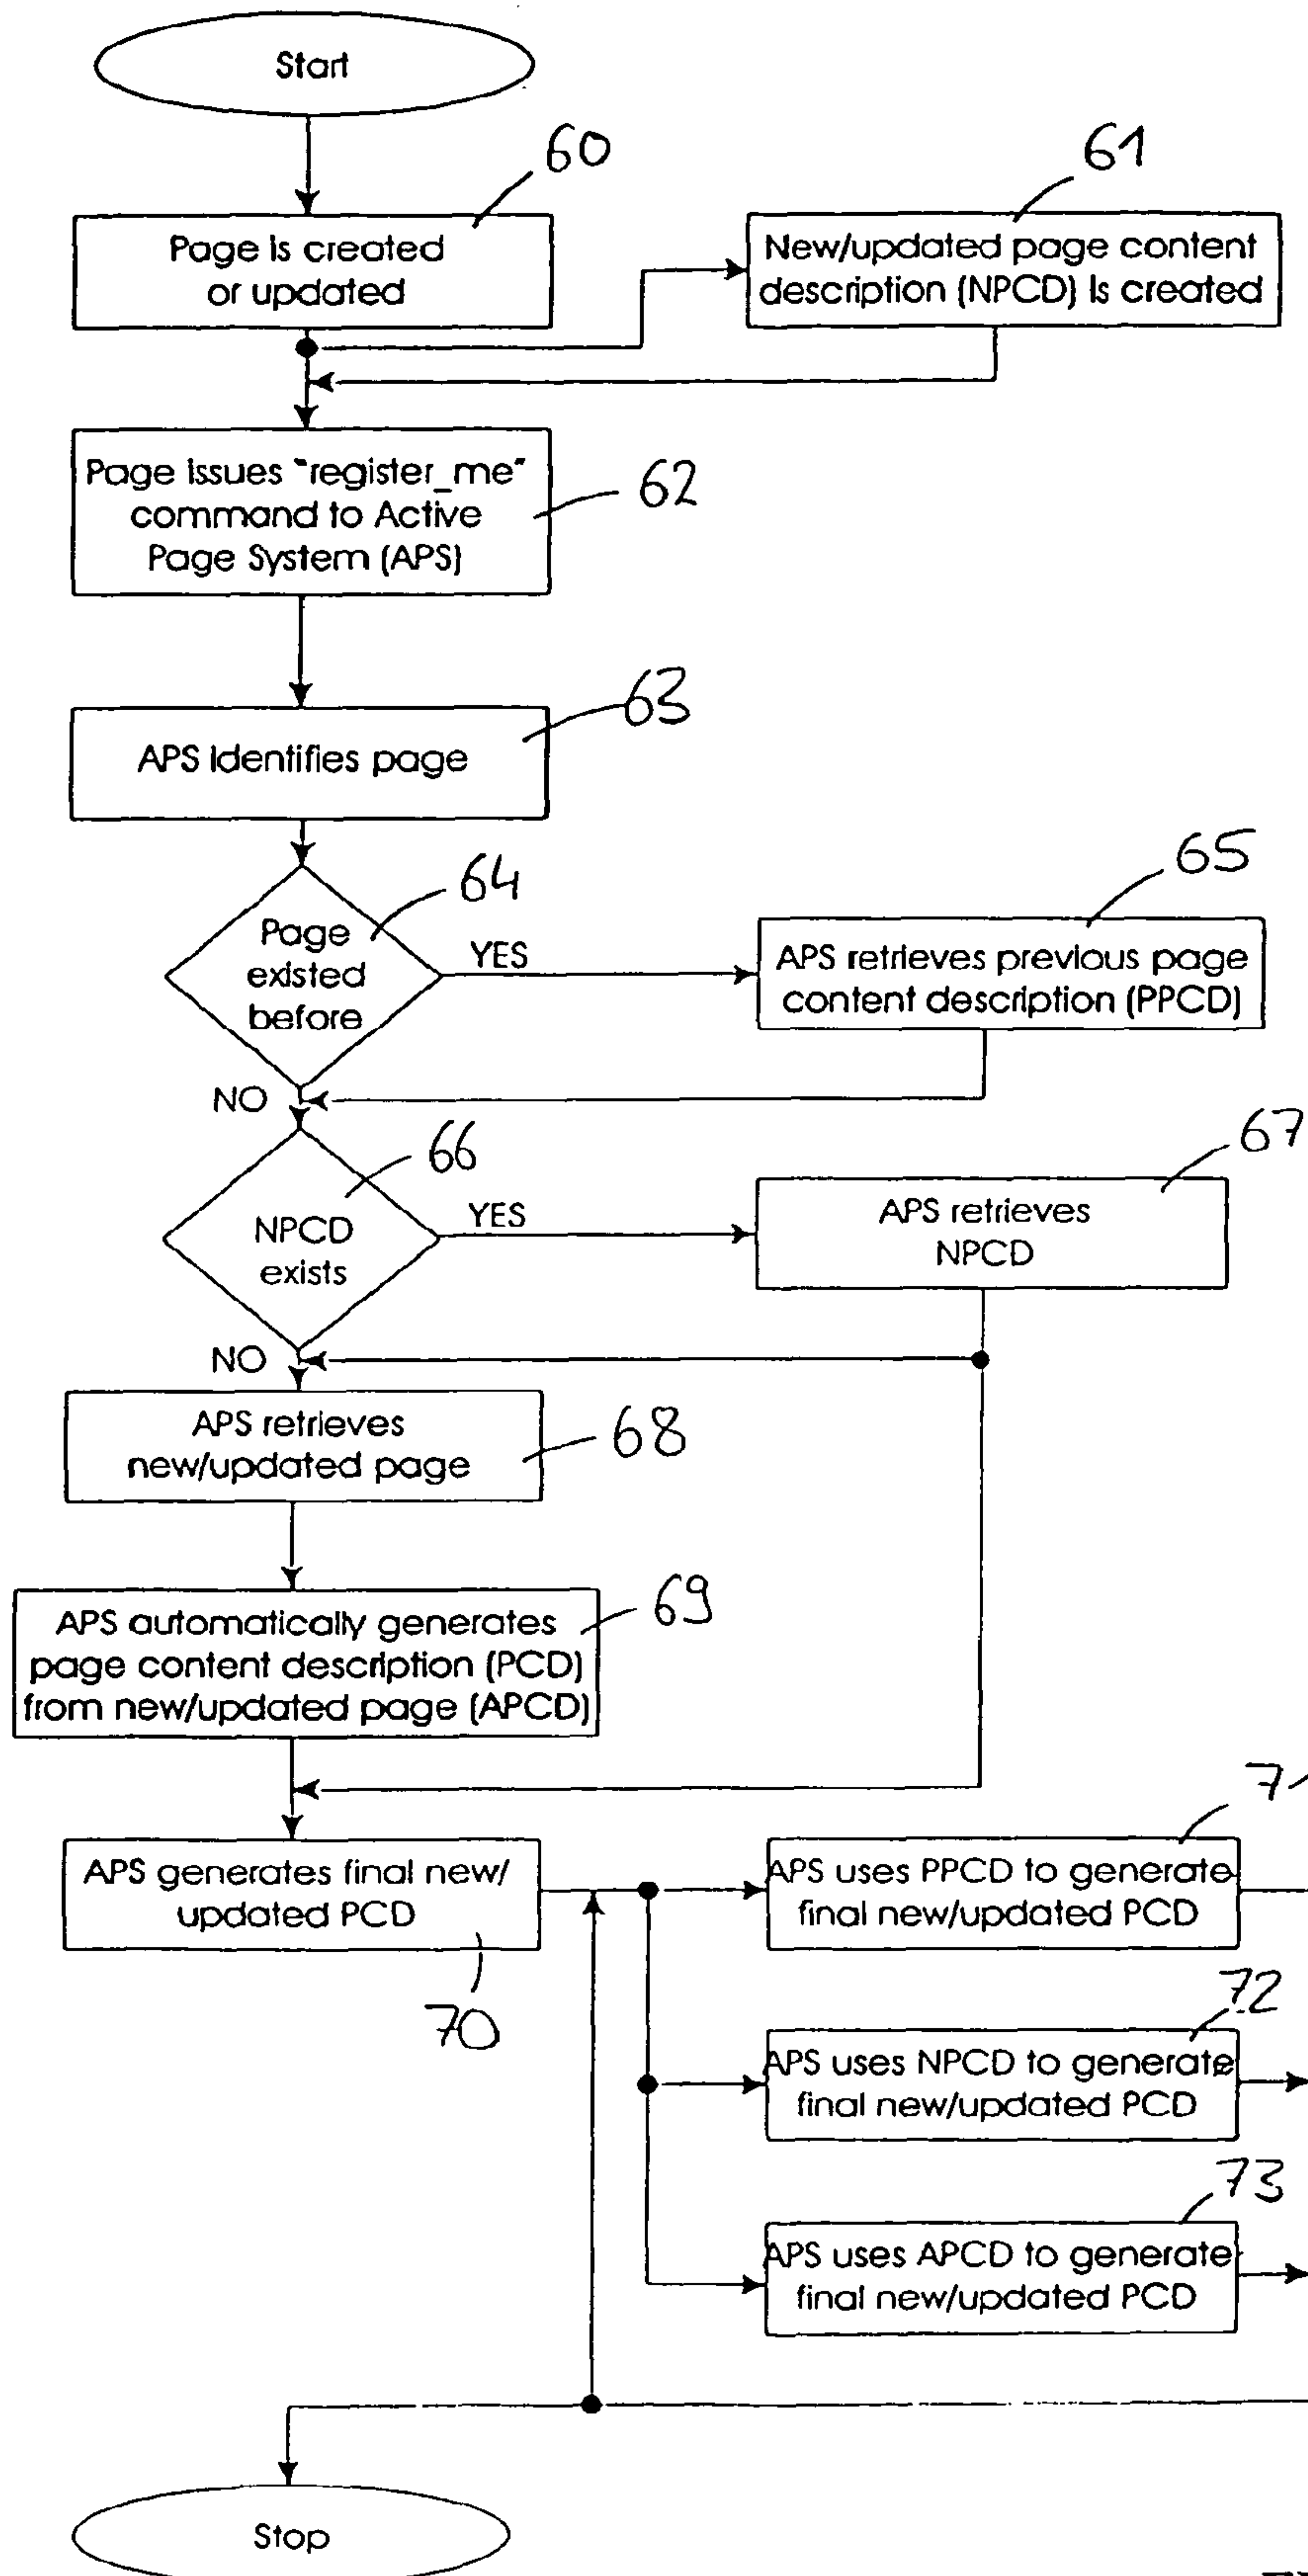 Start
60
61
Page is created
or updated
New/updated page content
description (NPCD) is created
Page issues "register_me"
command to Active
Page System (APS)
62
63
APS identifies page
64
65
Page
existed
before
YES
APS retrieves previous page
content description (PPCD)
NO
66
67
NPCD
exists
YES
APS retrieves
NPCD
NO
APS retrieves
new/updated page
68
APS automatically generates
page content description (PCD)
from new/updated page (APCD)
69
APS generates final new/
updated PCD
70
APS uses PPCD to generate
final new/updated PCD
72
APS uses NPCD to generate
final new/updated PCD
73
APS uses APCD to generate
final new/updated PCD
Stop